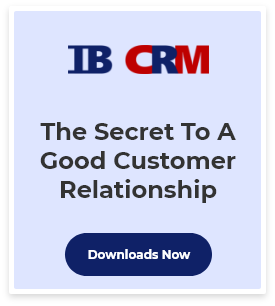 IB CRM
The Secret To A
Good Customer
Relationship
Downloads Now